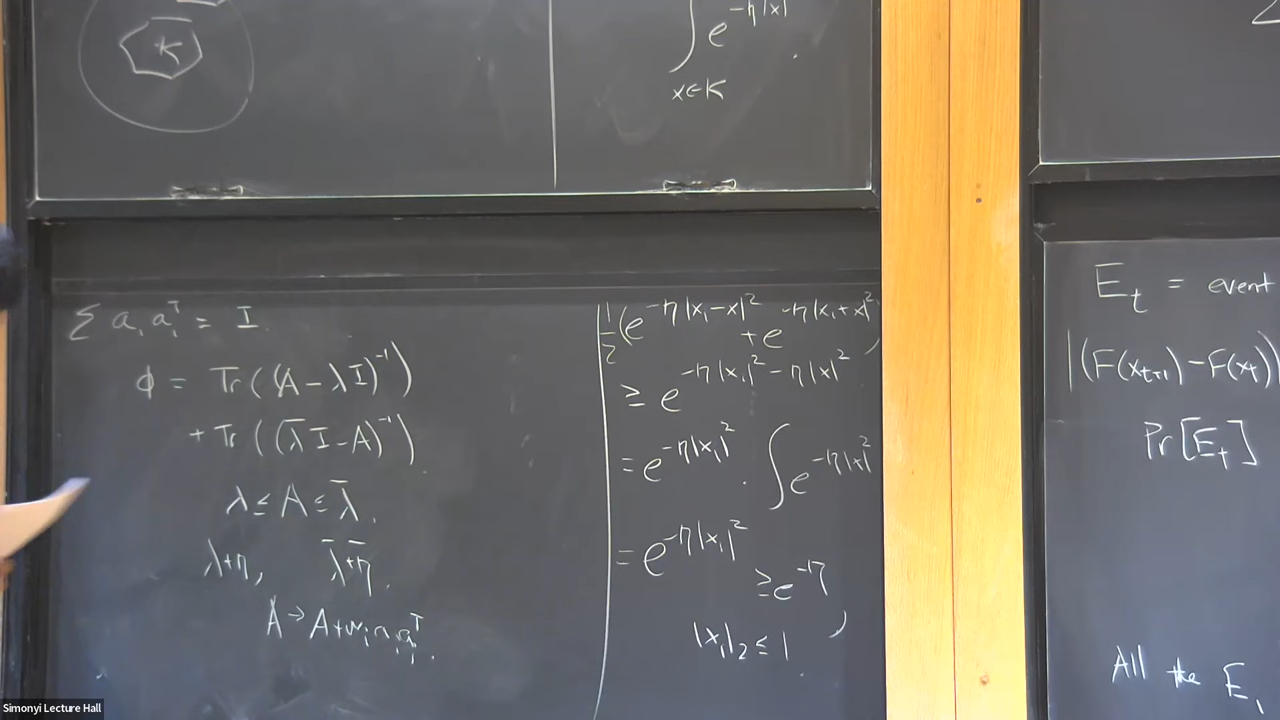 K
∫ e^{-η|x|}
x∈K
Σ a_i a_i^T = I.
φ = Tr((A - λI)^{-1})
+ Tr((λ̄I - A)^{-1}).
λ ≤ A ≤ λ̄.
λ+η, λ̄+η̄.
A → A+w_i a_i a_i^T.
1/2 (e^{-η|x_1-x|^2} + e^{-η|x_1+x|^2})
≥ e^{-η|x_1|^2 - η|x|^2}
= e^{-η|x_1|^2} · ∫ e^{-η|x|^2}
= e^{-η|x_1|^2}
≥ e^{-η}
|x_1|_2 ≤ 1
E_t = event
|(F(x_{t+1}) - F(x_t))
Pr[E_t]
All the E_i
Simonyi Lecture Hall